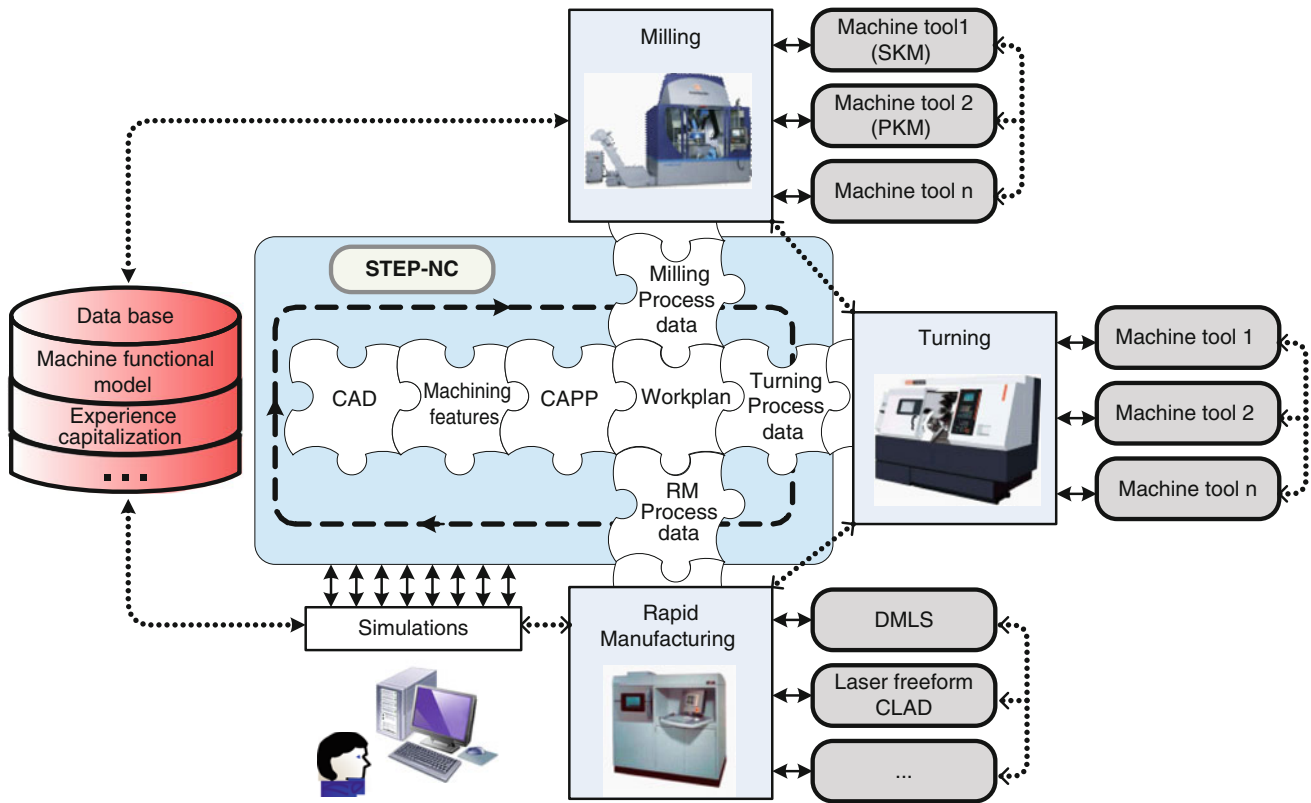 Milling
Machine tool1
(SKM)
Machine tool 2
(PKM)
Machine tool n
STEP-NC
Milling
Process
data
Data base
Machine functional
model
Experience
capitalization
...
CAD
Machining
features
CAPP
Workplan
Turning
Process
data
Turning
Machine tool 1
Machine tool 2
Machine tool n
RM
Process
data
Simulations
Rapid
Manufacturing
DMLS
Laser freeform
CLAD
...